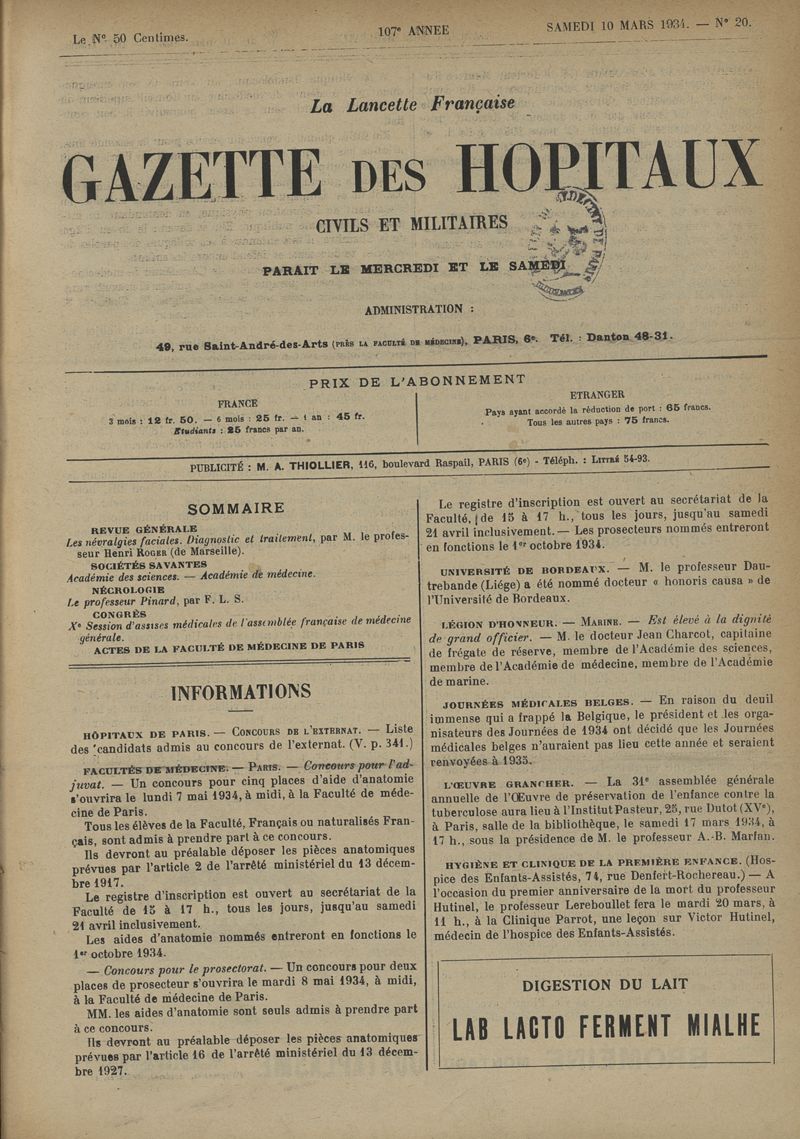 Le N° 50 Centimes.
107e ANNEE
SAMEDI 10 MARS 1934. — N° 20.
La Lancette Française
GAZETTE DES HOPITAUX
CIVILS ET MILITAIRES
PARAIT LE MERCREDI ET LE SAMEDI
ADMINISTRATION :
49, rue Saint-André-des-Arts (PRÈS LA FACULTÉ DE MÉDECINE), PARIS, 6e. Tél. : Danton 48-31.
PRIX DE L'ABONNEMENT
FRANCE
3 mois : 12 fr. 50. — 6 mois : 25 fr. — 1 an : 45 fr.
Etudiants : 25 francs par an.
ETRANGER
Pays ayant accordé la réduction de port : 65 francs.
Tous les autres pays : 75 francs.
PUBLICITÉ : M. A. THIOLLIER, 116, boulevard Raspail, PARIS (6e) - Téléph. : LITTRÉ 54-93.
SOMMAIRE
REVUE GÉNÉRALE
Les névralgies faciales. Diagnostic et traitement, par M. le profes-
seur Henri ROGER (de Marseille).
SOCIÉTÉS SAVANTES
Académie des sciences. — Académie de médecine.
NÉCROLOGIE
Le professeur Pinard, par F. L. S.
CONGRÈS
Xe Session d'assises médicales de l'assemblée française de médecine
générale.
ACTES DE LA FACULTÉ DE MÉDECINE DE PARIS
INFORMATIONS
HÔPITAUX DE PARIS. — CONCOURS DE L'EXTERNAT. — Liste
des candidats admis au concours de l'externat. (V. p. 341.)
FACULTÉS DE MÉDECINE. — PARIS. — Concours pour l'ad-
juvat. — Un concours pour cinq places d'aide d'anatomie
s'ouvrira le lundi 7 mai 1934, à midi, à la Faculté de méde-
cine de Paris.
Tous les élèves de la Faculté, Français ou naturalisés Fran-
çais, sont admis à prendre part à ce concours.
Ils devront au préalable déposer les pièces anatomiques
prévues par l'article 2 de l'arrêté ministériel du 13 décem-
bre 1917.
Le registre d'inscription est ouvert au secrétariat de la
Faculté de 15 à 17 h., tous les jours, jusqu'au samedi
21 avril inclusivement.
Les aides d'anatomie nommés entreront en fonctions le
1er octobre 1934.
— Concours pour le prosectorat. — Un concours pour deux
places de prosecteur s'ouvrira le mardi 8 mai 1934, à midi,
à la Faculté de médecine de Paris.
MM. les aides d'anatomie sont seuls admis à prendre part
à ce concours.
Ils devront au préalable déposer les pièces anatomiques
prévues par l'article 16 de l'arrêté ministériel du 13 décem-
bre 1927.
Le registre d'inscription est ouvert au secrétariat de la
Faculté, de 15 à 17 h., tous les jours, jusqu'au samedi
21 avril inclusivement. — Les prosecteurs nommés entreront
en fonctions le 1er octobre 1934.
UNIVERSITÉ DE BORDEAUX. — M. le professeur Dau-
trebande (Liége) a été nommé docteur « honoris causa » de
l'Université de Bordeaux.
LÉGION D'HONNEUR. — MARINE. — Est élevé à la dignité
de grand officier. — M. le docteur Jean Charcot, capitaine
de frégate de réserve, membre de l'Académie des sciences,
membre de l'Académie de médecine, membre de l'Académie
de marine.
JOURNÉES MÉDICALES BELGES. — En raison du deuil
immense qui a frappé la Belgique, le président et les orga-
nisateurs des Journées de 1934 ont décidé que les Journées
médicales belges n'auraient pas lieu cette année et seraient
renvoyées à 1935.
L'ŒUVRE GRANCHER. — La 31e assemblée générale
annuelle de l'Œuvre de préservation de l'enfance contre la
tuberculose aura lieu à l'Institut Pasteur, 25, rue Dutot (XVe),
à Paris, salle de la bibliothèque, le samedi 17 mars 1934, à
17 h., sous la présidence de M. le professeur A.-B. Marfan.
HYGIÈNE ET CLINIQUE DE LA PREMIÈRE ENFANCE. (Hos-
pice des Enfants-Assistés, 74, rue Denfert-Rochereau.) — A
l'occasion du premier anniversaire de la mort du professeur
Hutinel, le professeur Lereboullet fera le mardi 20 mars, à
11 h., à la Clinique Parrot, une leçon sur Victor Hutinel,
médecin de l'hospice des Enfants-Assistés.
DIGESTION DU LAIT
LAB LACTO FERMENT MIALHE